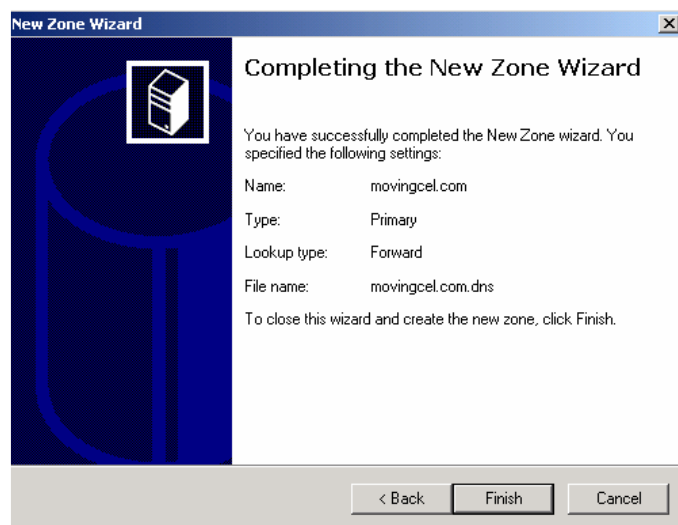 New Zone Wizard
Completing the New Zone Wizard
You have successfully completed the New Zone wizard. You
specified the following settings:
Name: movingcel.com
Type: Primary
Lookup type: Forward
File name: movingcel.com.dns
To close this wizard and create the new zone, click Finish.
< Back Finish Cancel